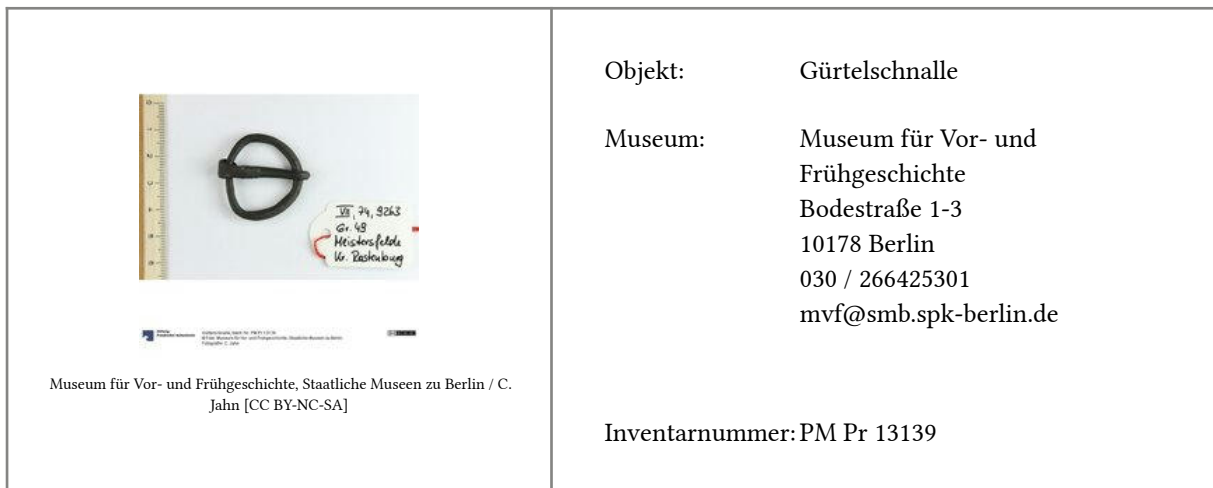 VII, 74, 9263
Gr. 49
Meistersfelde
Kr. Rastenburg
Museum für Vor- und Frühgeschichte, Staatliche Museen zu Berlin / C.
Jahn [CC BY-NC-SA]
Objekt: Gürtelschnalle
Museum: Museum für Vor- und
Frühgeschichte
Bodestraße 1-3
10178 Berlin
030 / 266425301
mvf@smb.spk-berlin.de
Inventarnummer: PM Pr 13139